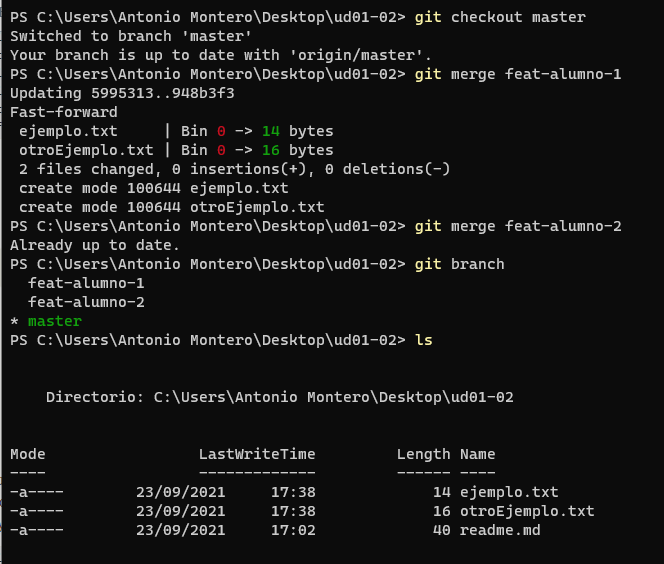 PS C:\Users\Antonio Montero\Desktop\ud01-02> git checkout master
Switched to branch 'master'
Your branch is up to date with 'origin/master'.
PS C:\Users\Antonio Montero\Desktop\ud01-02> git merge feat-alumno-1
Updating 5995313..948b3f3
Fast-forward
 ejemplo.txt     | Bin 0 -> 14 bytes
 otroEjemplo.txt | Bin 0 -> 16 bytes
 2 files changed, 0 insertions(+), 0 deletions(-)
 create mode 100644 ejemplo.txt
 create mode 100644 otroEjemplo.txt
PS C:\Users\Antonio Montero\Desktop\ud01-02> git merge feat-alumno-2
Already up to date.
PS C:\Users\Antonio Montero\Desktop\ud01-02> git branch
  feat-alumno-1
  feat-alumno-2
* master
PS C:\Users\Antonio Montero\Desktop\ud01-02> ls
    Directorio: C:\Users\Antonio Montero\Desktop\ud01-02
Mode                 LastWriteTime         Length Name
----                 -------------         ------ ----
-a----        23/09/2021     17:38             14 ejemplo.txt
-a----        23/09/2021     17:38             16 otroEjemplo.txt
-a----        23/09/2021     17:02             40 readme.md